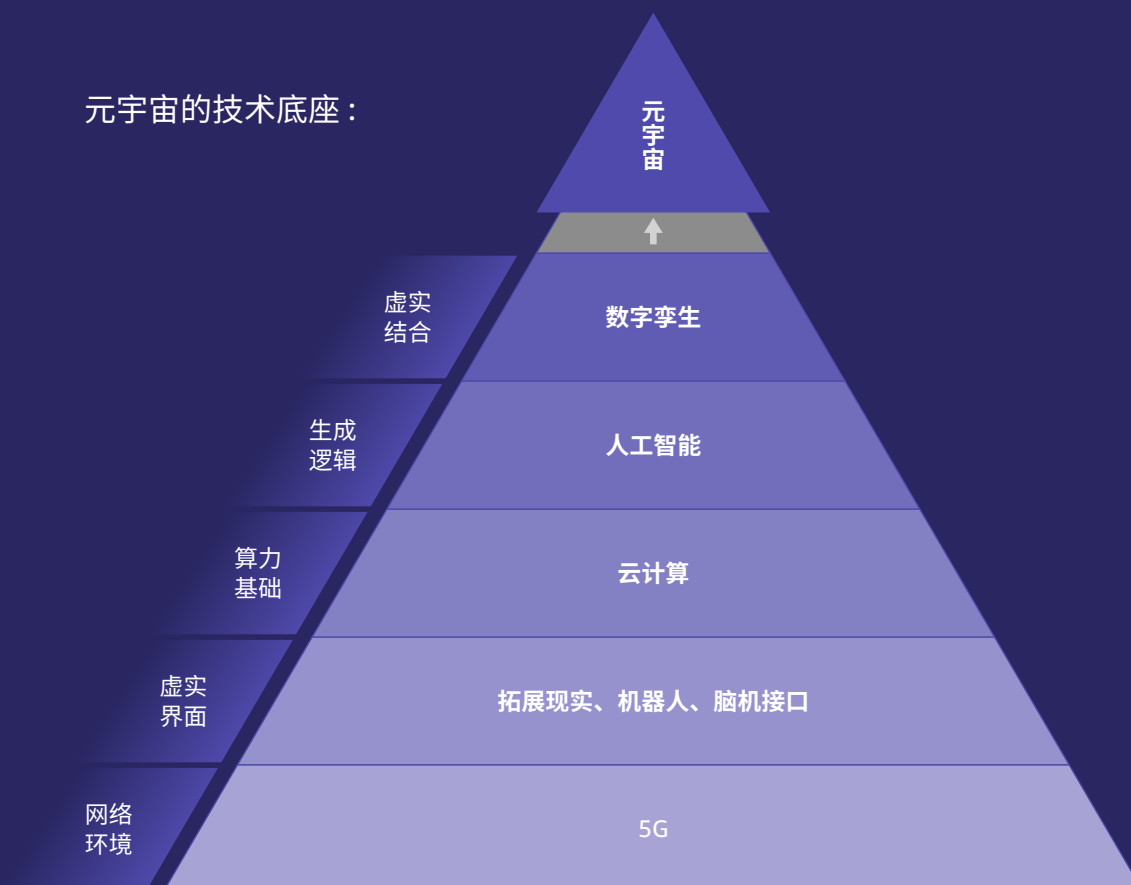 元宇宙的技术底座：
元宇宙
虚实
结合
数字孪生
生成
逻辑
人工智能
算力
基础
云计算
虚实
界面
拓展现实、机器人、脑机接口
网络
环境
5G